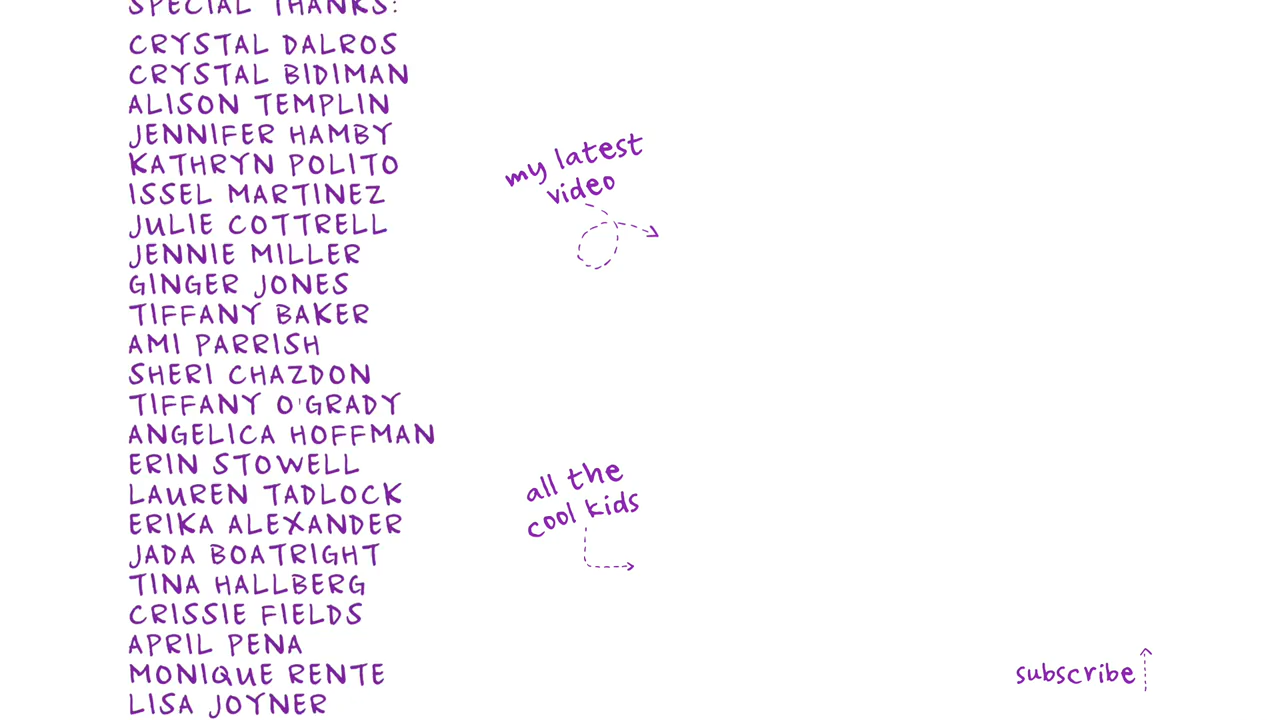 SPECIAL THANKS:
CRYSTAL DALROS
CRYSTAL BIDIMAN
ALISON TEMPLIN
JENNIFER HAMBY
KATHRYN POLITO
ISSEL MARTINEZ
JULIE COTTRELL
JENNIE MILLER
GINGER JONES
TIFFANY BAKER
AMI PARRISH
SHERI CHAZDON
TIFFANY O'GRADY
ANGELICA HOFFMAN
ERIN STOWELL
LAUREN TADLOCK
ERIKA ALEXANDER
JADA BOATRIGHT
TINA HALLBERG
CRISSIE FIELDS
APRIL PENA
MONIQUE RENTE
LISA JOYNER
my latest
video
all the
cool kids
subscribe